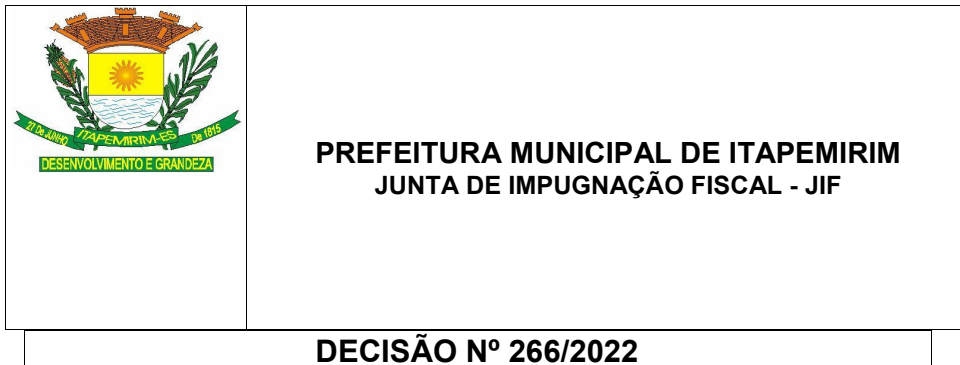 27 De JUNHO
ITAPEMIRIM-ES
De 1815
DESENVOLVIMENTO E GRANDEZA
PREFEITURA MUNICIPAL DE ITAPEMIRIM
JUNTA DE IMPUGNAÇÃO FISCAL - JIF
DECISÃO Nº 266/2022